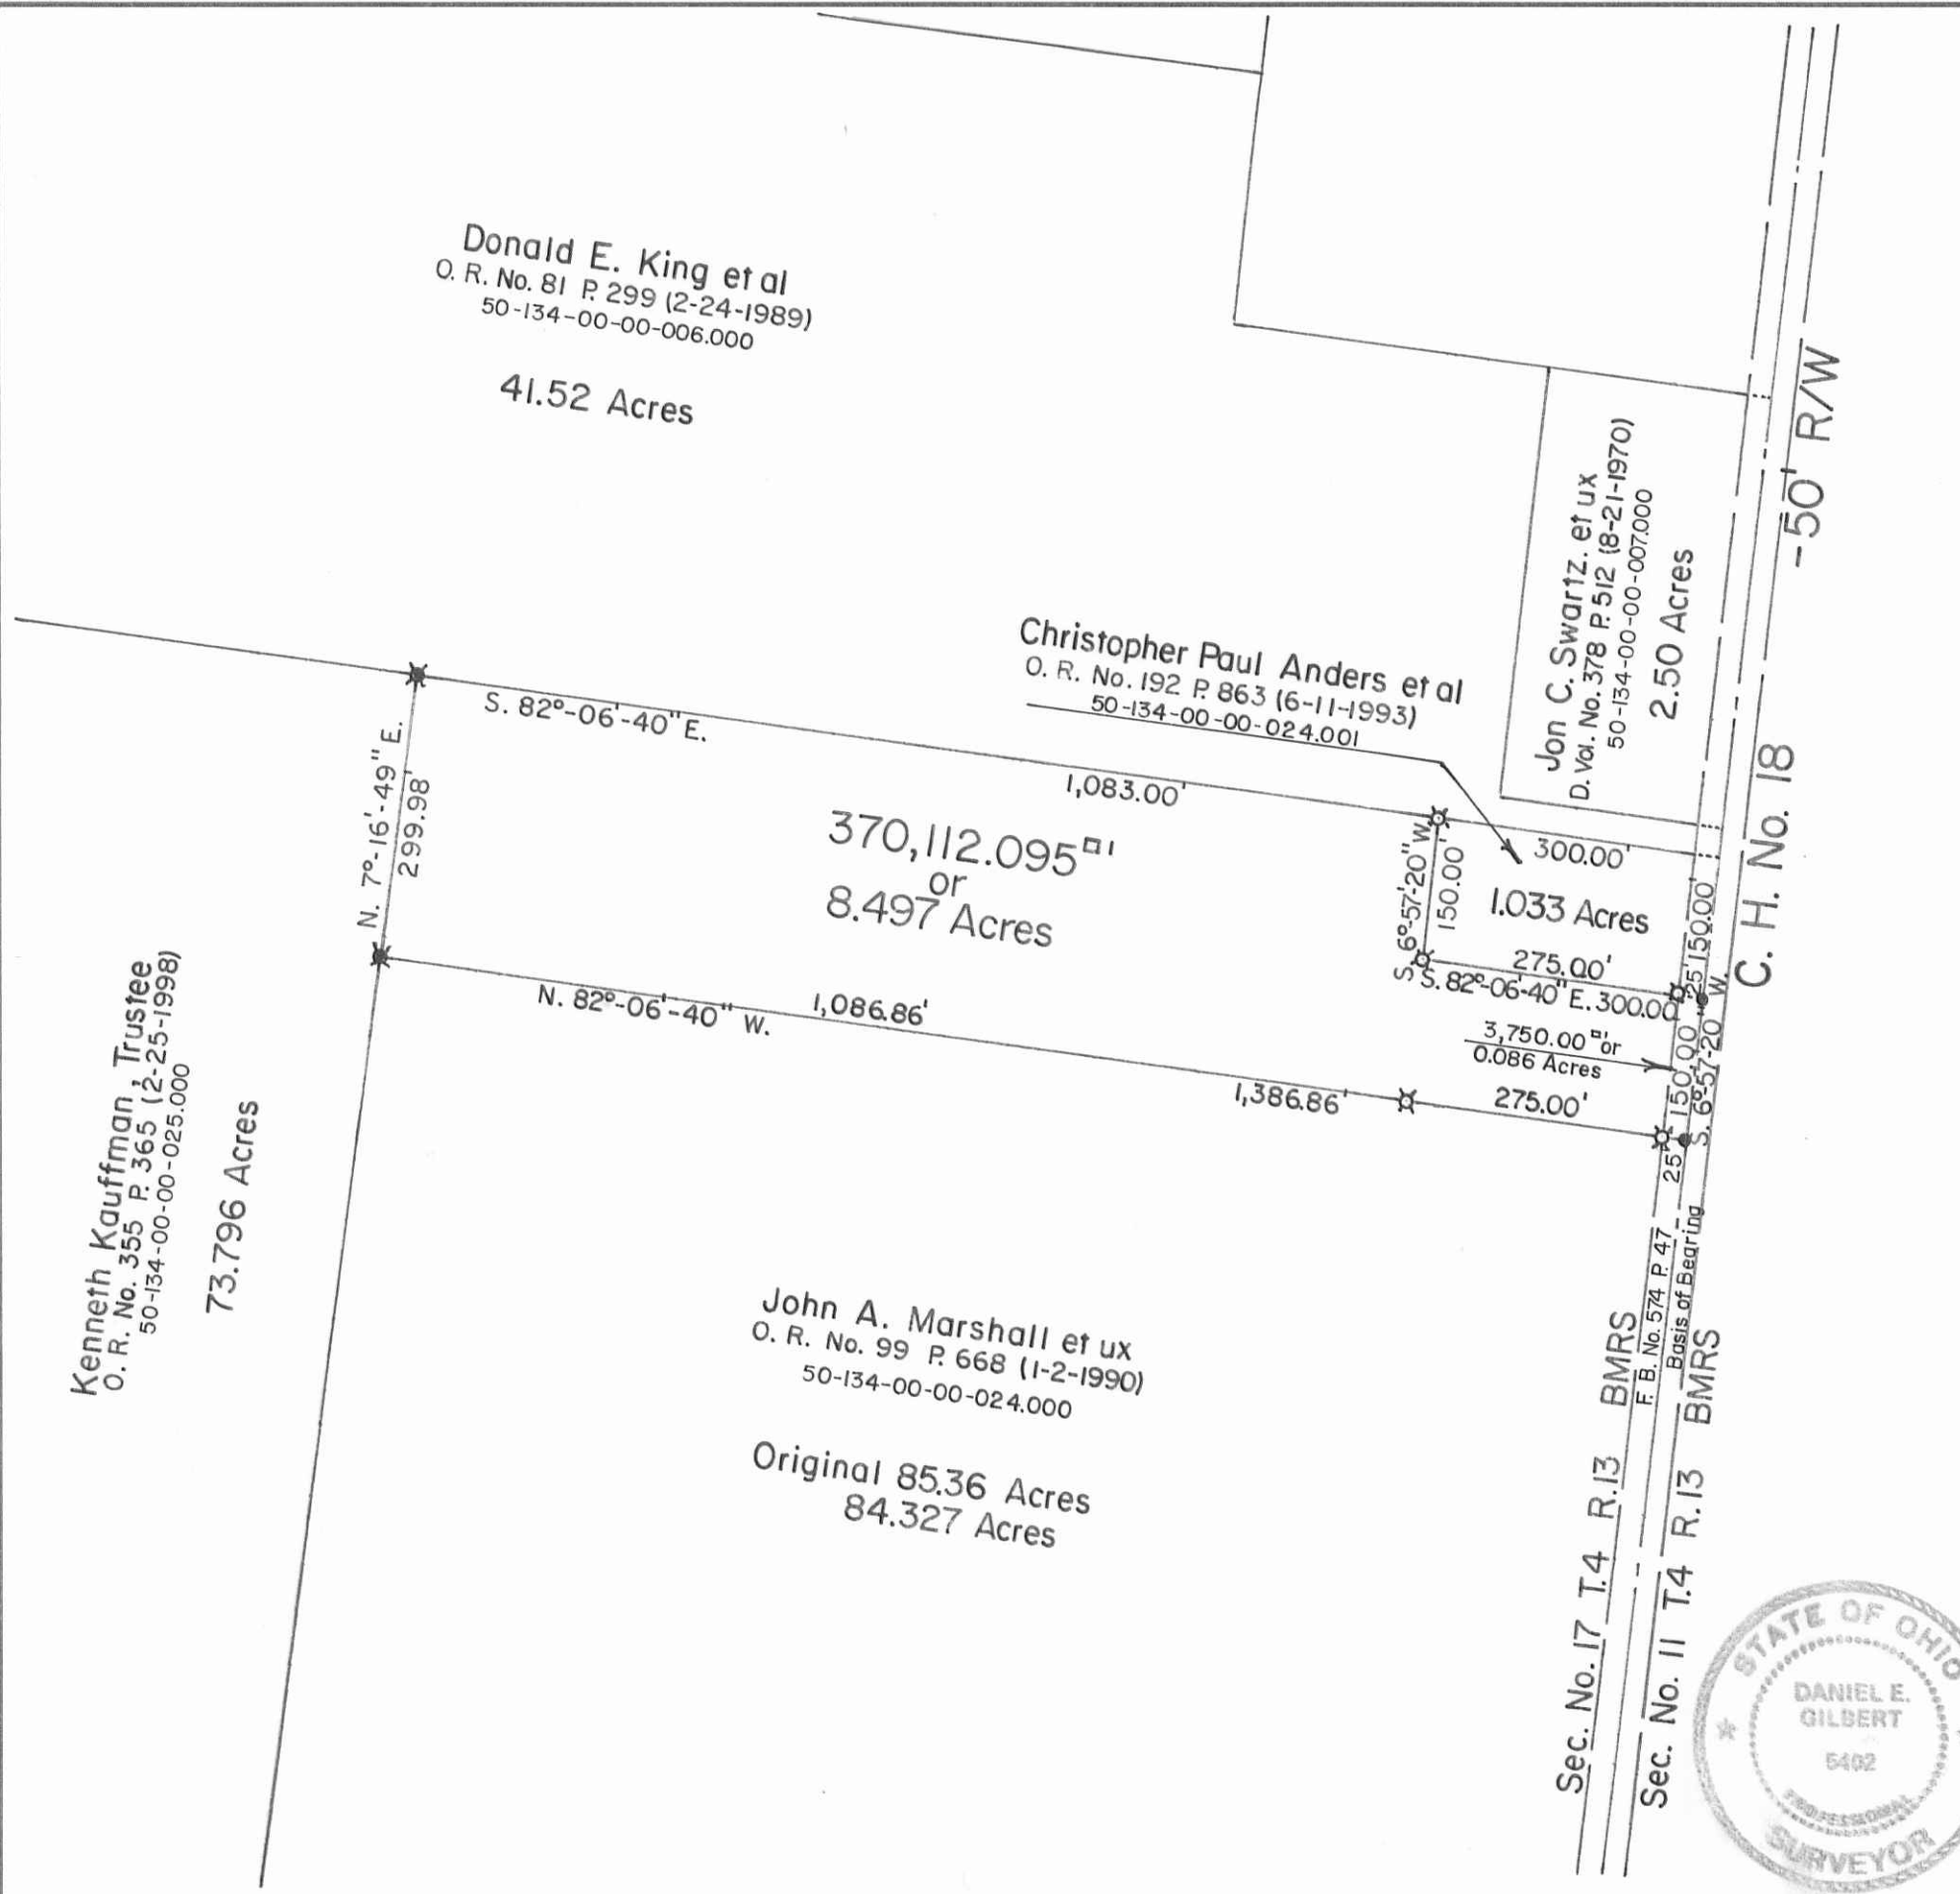 Donald E. King et al
O. R. No. 81 P. 299 (2-24-1989)
50-134-00-00-006.000
41.52 Acres
-50' R/W
Jon C. Swartz. et ux
D. Vol. No. 378 P. 512 (8-21-1970)
50-134-00-00-007.000
2.50 Acres
Christopher Paul Anders et al
O. R. No. 192 P. 863 (6-11-1993)
50-134-00-00-024.001
C. H. No. 18
S. 82°-06'-40" E.
1,083.00'
N. 7°-16'-49" E.
299.98'
370,112.095□'
or
8.497 Acres
S. 6°-57'-20" W.
150.00'
300.00'
1.033 Acres
275.00'
S. 82°-06'-40" E. 300.00'
25'
150.00'
3,750.00□' or
0.086 Acres
150.00'
S. 6°-57'-20" W.
N. 82°-06'-40" W.
1,086.86'
1,386.86'
275.00'
25'
Kenneth Kauffman, Trustee
O. R. No. 355 P. 365 (2-25-1998)
50-134-00-00-025.000
73.796 Acres
John A. Marshall et ux
O. R. No. 99 P. 668 (1-2-1990)
50-134-00-00-024.000
Original 85.36 Acres
84.327 Acres
F. B. No. 574 P. 47
Basis of Bearing
Sec. No. 17 T.4 R.13 BMRS
Sec. No. 11 T.4 R.13 BMRS
STATE OF OHIO
DANIEL E.
GILBERT
5402
PROFESSIONAL
SURVEYOR